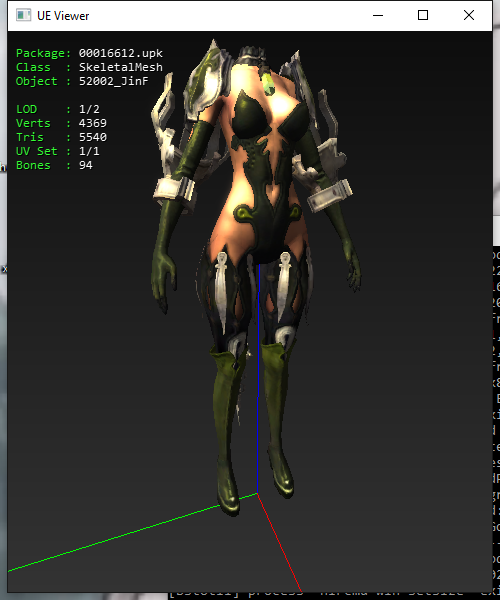 UE Viewer
Package: 00016612.upk
Class  : SkeletalMesh
Object : 52002_JinF
LOD    : 1/2
Verts  : 4369
Tris   : 5540
UV Set : 1/1
Bones  : 94